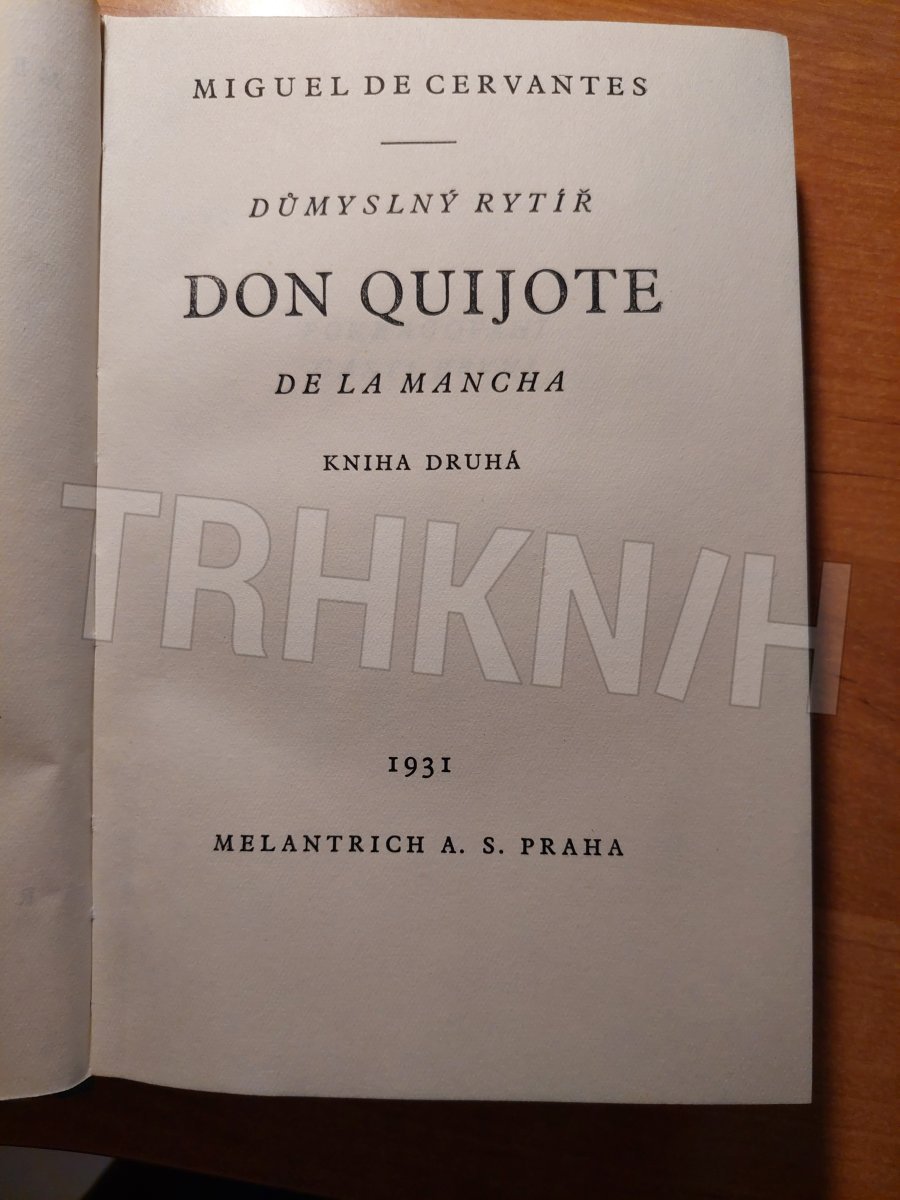 MIGUEL DE CERVANTES
DŮMYSLNÝ RYTÍŘ
DON QUIJOTE
DE LA MANCHA
KNIHA DRUHÁ
TRHKNIH
1931
MELANTRICH A. S. PRAHA